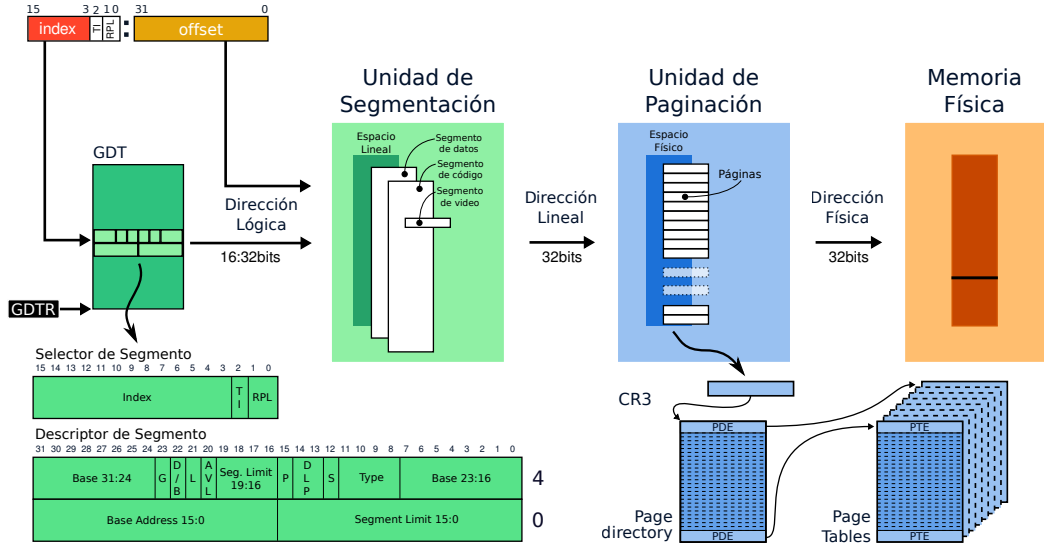 15 3 2 1 0 31 0
index TI RPL : offset
Unidad de
Segmentación
Unidad de
Paginación
Memoria
Física
GDT
Espacio
Lineal
Segmento
de datos
Segmento
de código
Segmento
de video
Espacio
Físico
Páginas
Dirección
Lógica
16:32bits
Dirección
Lineal
32bits
Dirección
Física
32bits
GDTR
Selector de Segmento
15 14 13 12 11 10 9 8 7 6 5 4 3 2 1 0
Index T I RPL
CR3
Descriptor de Segmento
31 30 29 28 27 26 25 24 23 22 21 20 19 18 17 16 15 14 13 12 11 10 9 8 7 6 5 4 3 2 1 0
Base 31:24 G D/B L AVL Seg. Limit 19:16 P DLP S Type Base 23:16 4
Base Address 15:0 Segment Limit 15:0 0
PDE
PDE
Page
directory
PTE
PTE
Page
Tables